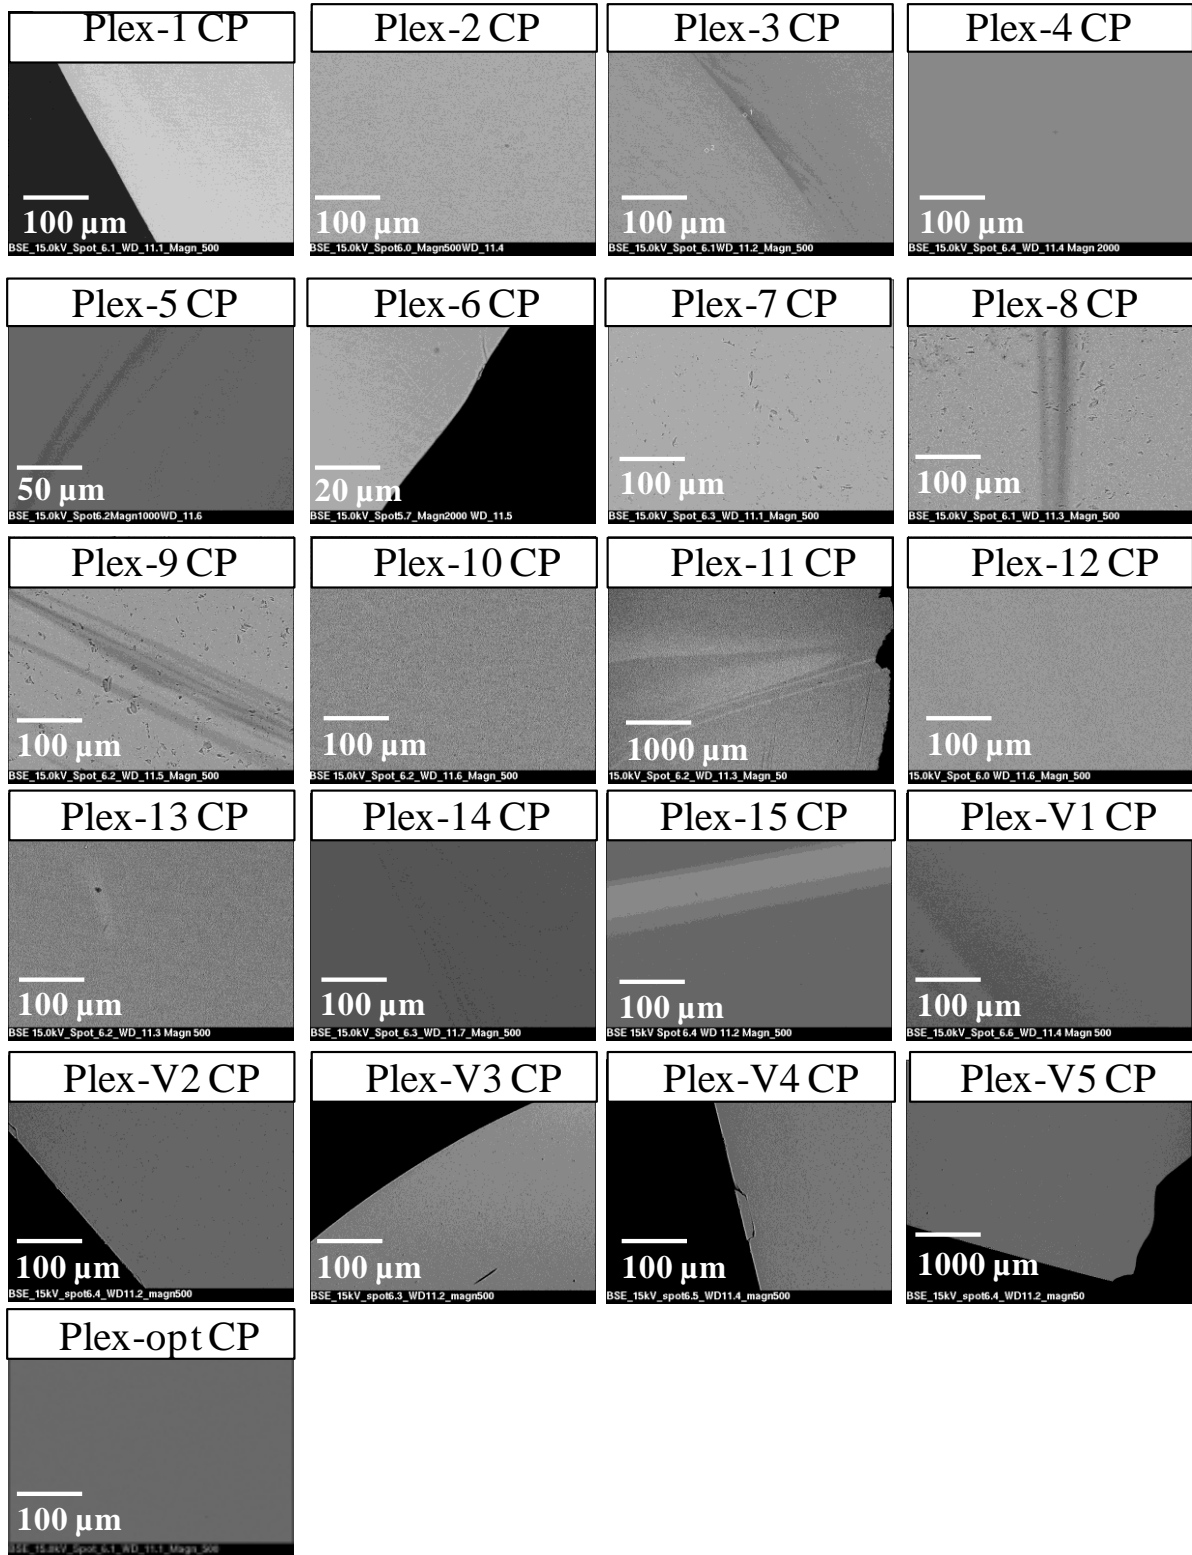 Plex-1 CP
Plex-2 CP
Plex-3 CP
Plex-4 CP
100 µm
100 µm
100 µm
100 µm
BSE_15.0kV_Spot_6.1_WD_11.1_Magn_500
BSE_15.0kV_Spot6.0_Magn500WD_11.4
BSE_15.0kV_Spot_6.1WD_11.2_Magn_500
BSE_15.0kV_Spot_6.4_WD_11.4 Magn 2000
Plex-5 CP
Plex-6 CP
Plex-7 CP
Plex-8 CP
50 µm
20 µm
100 µm
100 µm
BSE_15.0kV_Spot6.2Magn1000WD_11.6
BSE_15.0kV_Spot5.7_Magn2000 WD_11.5
BSE_15.0kV_Spot_6.3_WD_11.1_Magn_500
BSE_15.0kV_Spot_6.1_WD_11.3_Magn_500
Plex-9 CP
Plex-10 CP
Plex-11 CP
Plex-12 CP
100 µm
100 µm
1000 µm
100 µm
BSE_15.0kV_Spot_6.2_WD_11.5_Magn_500
BSE 15.0kV_Spot_6.2_WD_11.6_Magn_500
15.0kV_Spot_6.2_WD_11.3_Magn_50
15.0kV_Spot_6.0 WD_11.6_Magn_500
Plex-13 CP
Plex-14 CP
Plex-15 CP
Plex-V1 CP
100 µm
100 µm
100 µm
100 µm
BSE 15.0kV_Spot_6.2_WD_11.3 Magn 500
BSE_15.0kV_Spot_6.3_WD_11.7_Magn_500
BSE 15kV Spot 6.4 WD 11.2 Magn_500
BSE_15.0kV_Spot_6.6_WD_11.4 Magn 500
Plex-V2 CP
Plex-V3 CP
Plex-V4 CP
Plex-V5 CP
100 µm
100 µm
100 µm
1000 µm
BSE_15kV_spot6.4_WD11.2_magn500
BSE_15kV_spot6.3_WD11.2_magn500
BSE_15kV_spot6.5_WD11.4_magn500
BSE_15kV_spot6.4_WD11.2_magn50
Plex-opt CP
100 µm
BSE_15.0kV_Spot_6.1_WD_11.1_Magn_500